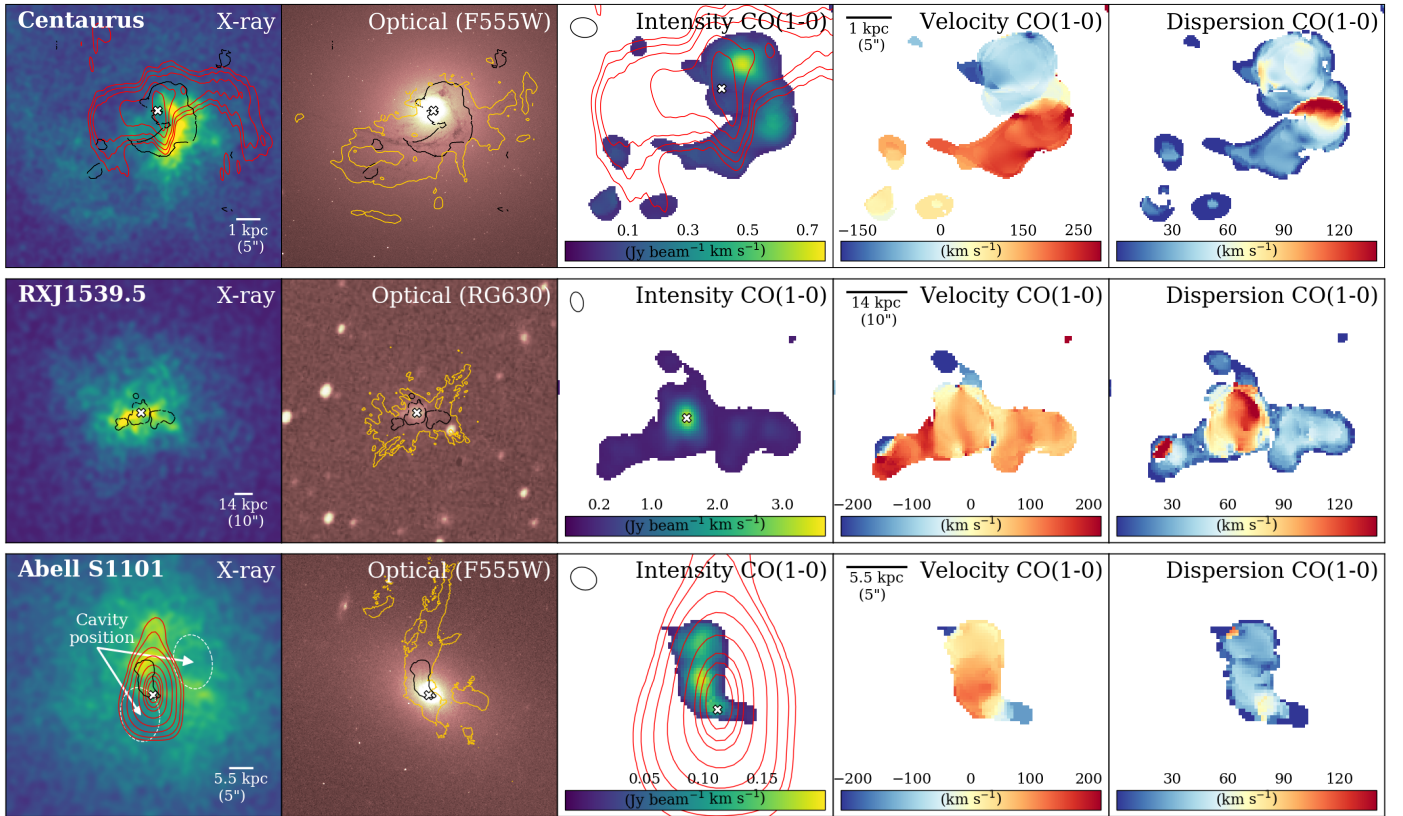 Centaurus
X-ray
1 kpc
(5")
Optical (F555W)
Intensity CO(1-0)
0.1 0.3 0.5 0.7
(Jy beam⁻¹ km s⁻¹)
1 kpc
(5")
Velocity CO(1-0)
−150 0 150 250
(km s⁻¹)
Dispersion CO(1-0)
30 60 90 120
(km s⁻¹)
RXJ1539.5
X-ray
14 kpc
(10")
Optical (RG630)
Intensity CO(1-0)
0.2 1.0 2.0 3.0
(Jy beam⁻¹ km s⁻¹)
14 kpc
(10")
Velocity CO(1-0)
−200 −100 0 100 200
(km s⁻¹)
Dispersion CO(1-0)
30 60 90 120
(km s⁻¹)
Abell S1101
X-ray
Cavity
position
5.5 kpc
(5")
Optical (F555W)
Intensity CO(1-0)
0.05 0.10 0.15
(Jy beam⁻¹ km s⁻¹)
5.5 kpc
(5")
Velocity CO(1-0)
−200 −100 0 100 200
(km s⁻¹)
Dispersion CO(1-0)
30 60 90 120
(km s⁻¹)